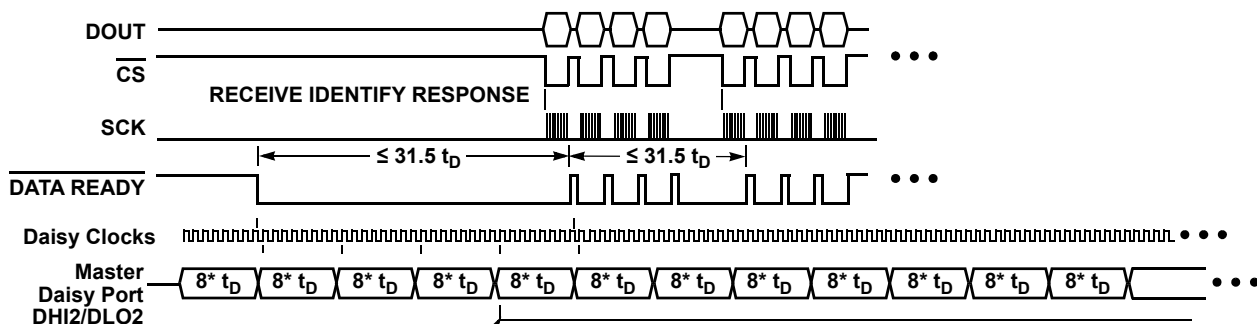 DOUT
CS
RECEIVE IDENTIFY RESPONSE
SCK
≤ 31.5 tD
≤ 31.5 tD
DATA READY
Daisy Clocks
Master
Daisy Port
DHI2/DLO2
8* tD 8* tD 8* tD 8* tD 8* tD 8* tD 8* tD 8* tD 8* tD 8* tD 8* tD 8* tD